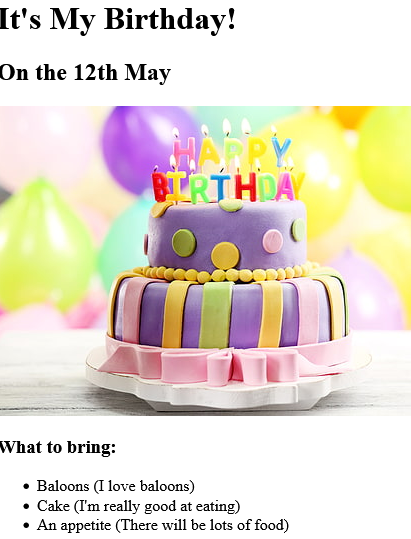 It's My Birthday!
On the 12th May
HAPPY
BIRTHDAY
What to bring:
Baloons (I love baloons)
Cake (I'm really good at eating)
An appetite (There will be lots of food)